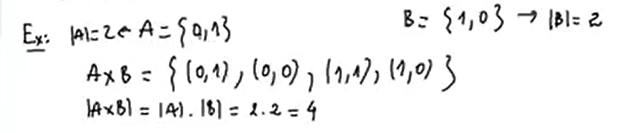 Ex: |A|=2 ← A = {0,1} B = {1,0} → |B|= 2
A×B = { (0,1), (0,0), (1,1), (1,0) }
|A×B| = |A|.|B| = 2.2 = 4